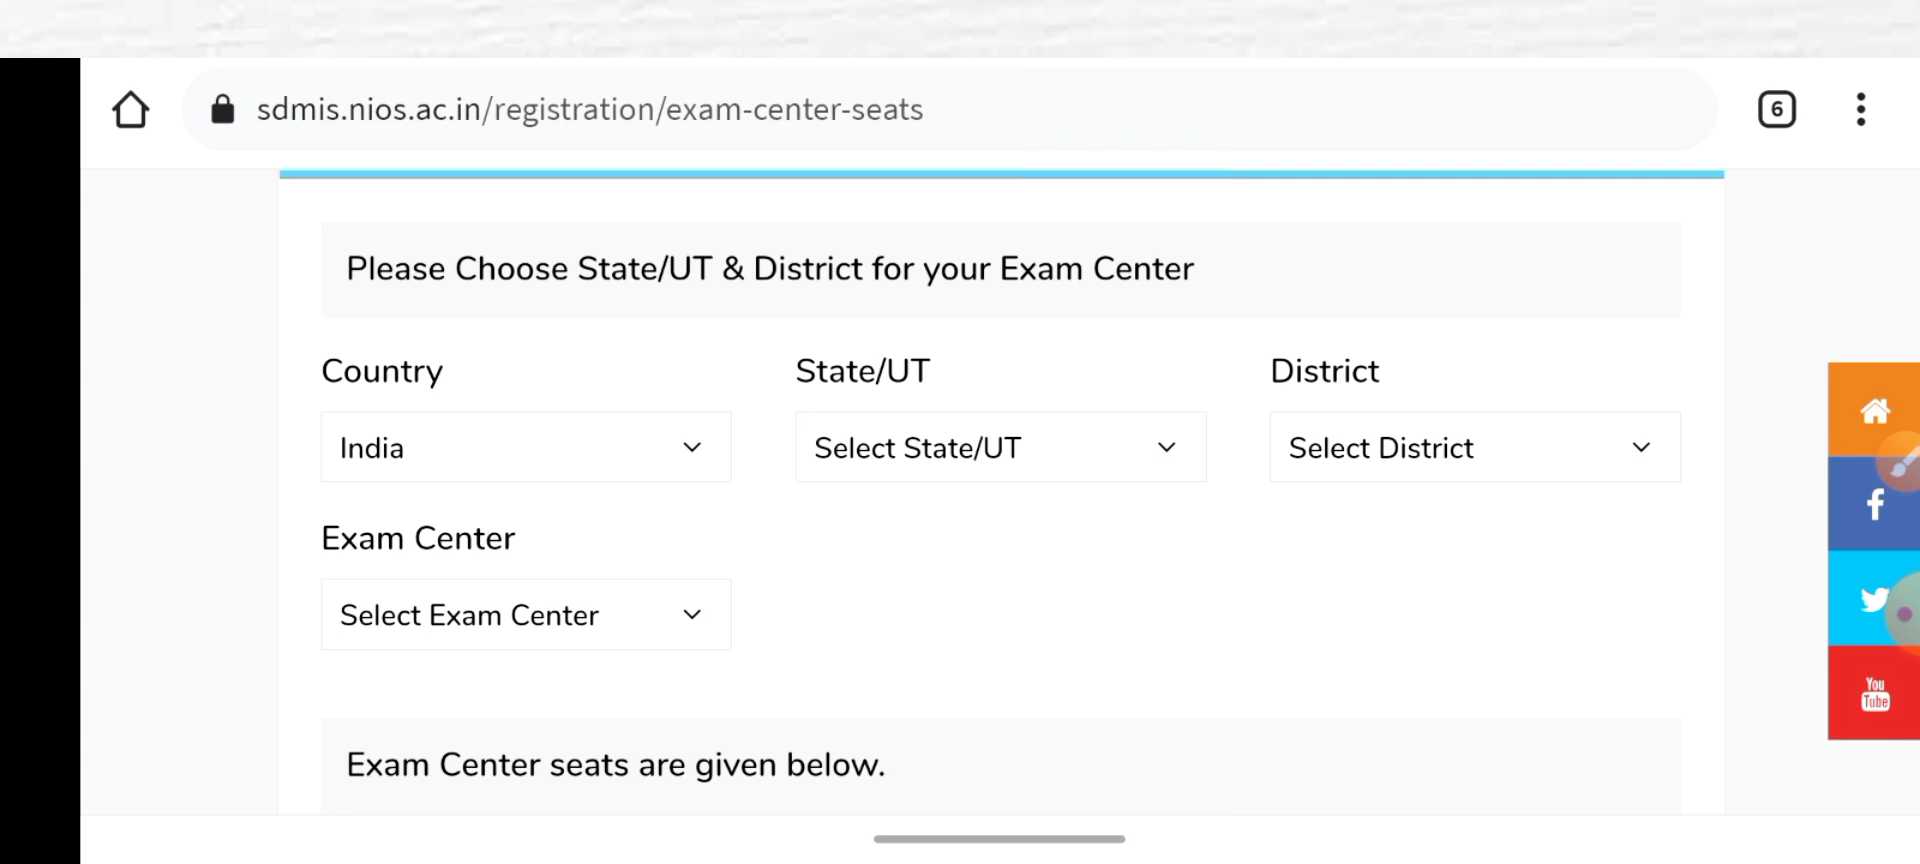 sdmis.nios.ac.in/registration/exam-center-seats
6
Please Choose State/UT & District for your Exam Center
Country
State/UT
District
India
Select State/UT
Select District
Exam Center
Select Exam Center
Exam Center seats are given below.
You
Tube